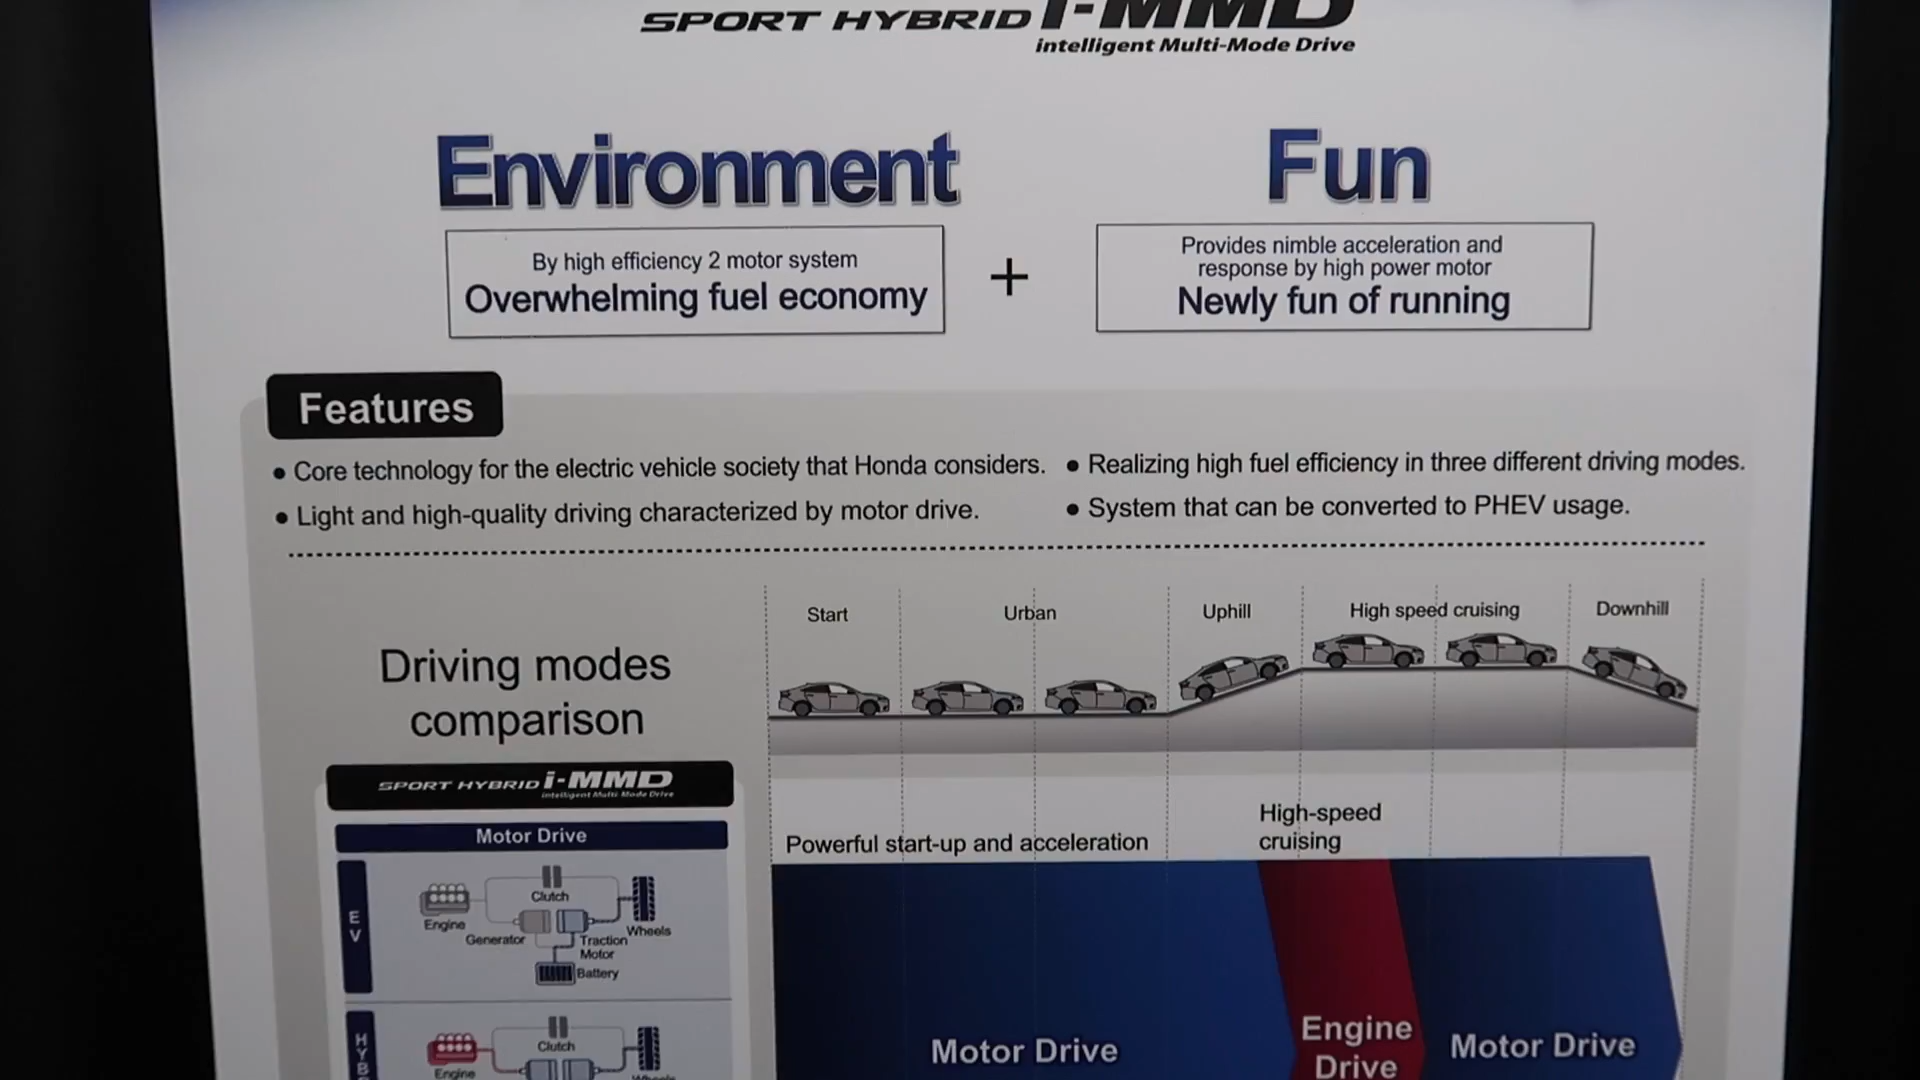 SPORT HYBRID i-MMD
intelligent Multi-Mode Drive
Environment
Fun
By high efficiency 2 motor system
Overwhelming fuel economy
+
Provides nimble acceleration and
response by high power motor
Newly fun of running
Features
● Core technology for the electric vehicle society that Honda considers.
● Realizing high fuel efficiency in three different driving modes.
● Light and high-quality driving characterized by motor drive.
● System that can be converted to PHEV usage.
Driving modes
comparison
Start
Urban
Uphill
High speed cruising
Downhill
SPORT HYBRID i-MMD
intelligent Multi Mode Drive
Motor Drive
EV
Clutch
Engine
Generator
Wheels
Traction
Motor
Battery
Clutch
Engine
Powerful start-up and acceleration
High-speed
cruising
Motor Drive
Engine
Drive
Motor Drive